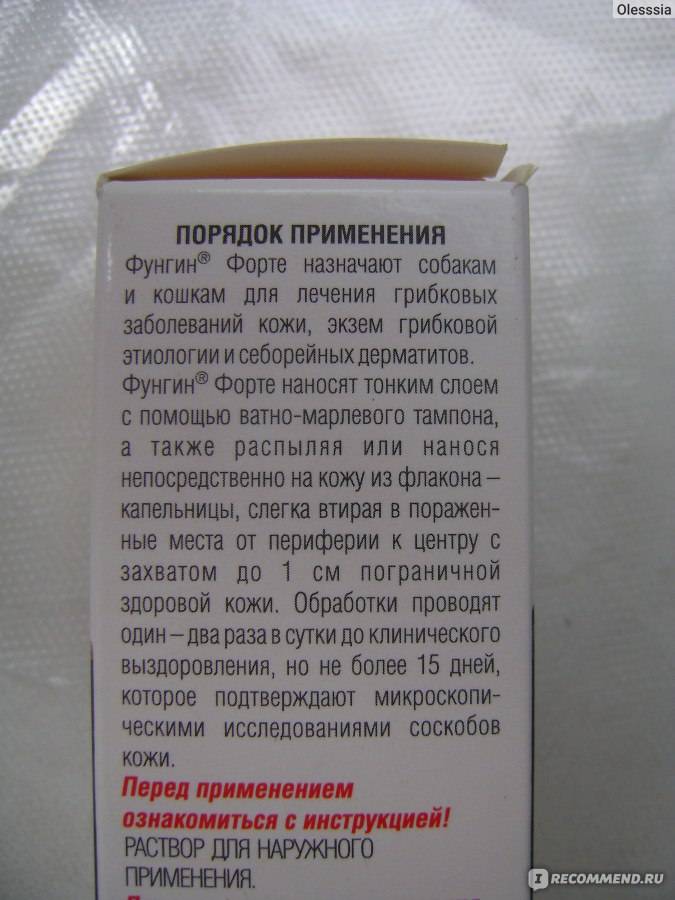 Olesssia
ПОРЯДОК ПРИМЕНЕНИЯ
Фунгин® Форте назначают собакам
и кошкам для лечения грибковых
заболеваний кожи, экзем грибковой
этиологии и себорейных дерматитов.
Фунгин® Форте наносят тонким слоем
с помощью ватно-марлевого тампона,
а также распыляя или нанося
непосредственно на кожу из флакона –
капельницы, слегка втирая в поражен-
ные места от периферии к центру с
захватом до 1 см пограничной
здоровой кожи. Обработки проводят
один – два раза в сутки до клинического
выздоровления, но не более 15 дней,
которое подтверждают микроскопи-
ческими исследованиями соскобов
кожи.
Перед применением
ознакомиться с инструкцией!
РАСТВОР ДЛЯ НАРУЖНОГО
ПРИМЕНЕНИЯ.
IRECOMMEND.RU